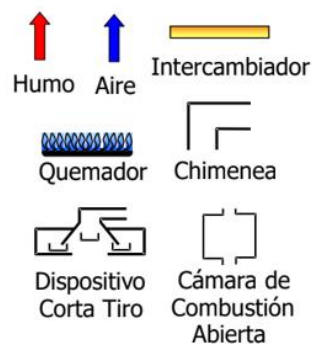 Humo
Aire
Intercambiador
Quemador
Chimenea
Dispositivo
Corta Tiro
Cámara de
Combustión
Abierta